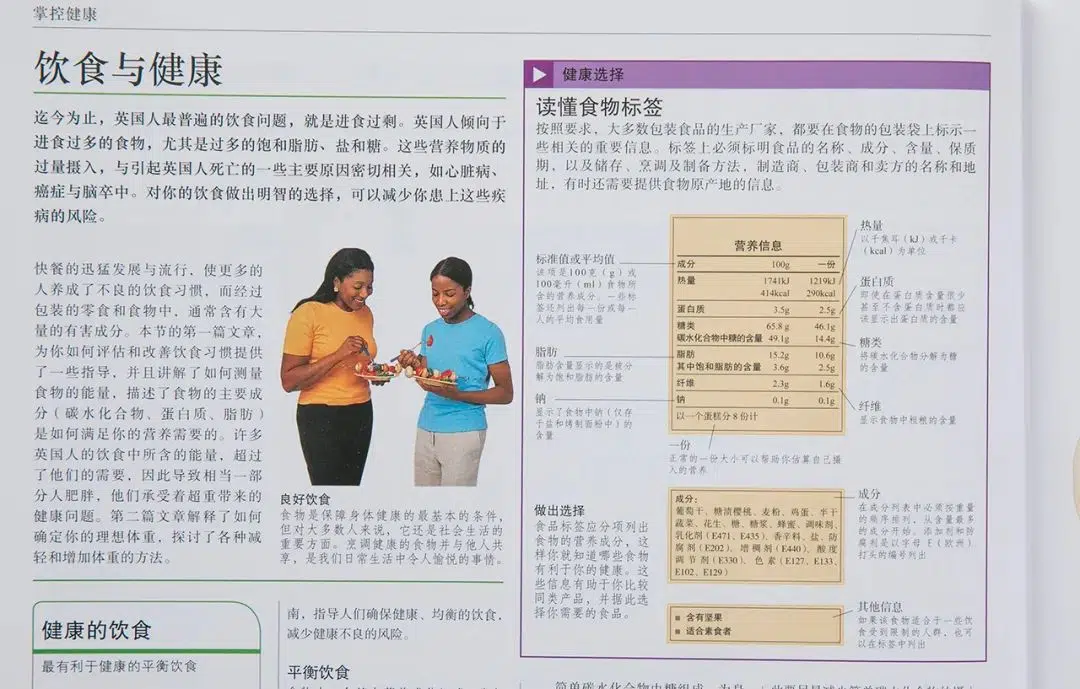 掌控健康
饮食与健康
迄今为止，英国人最普遍的饮食问题，就是进食过剩。英国人倾向于
进食过多的食物，尤其是过多的饱和脂肪、盐和糖。这些营养物质的
过量摄入，与引起英国人死亡的一些主要原因密切相关，如心脏病、
癌症与脑卒中。对你的饮食做出明智的选择，可以减少你患上这些疾
病的风险。
快餐的迅猛发展与流行，使更多的
人养成了不良的饮食习惯，而经过
包装的零食和食物中，通常含有大
量的有害成分。本节的第一篇文章，
为你如何评估和改善饮食习惯提供
了一些指导，并且讲解了如何测量
食物的能量，描述了食物的主要成
分（碳水化合物、蛋白质、脂肪）
是如何满足你的营养需要的。许多
英国人的饮食中所含的能量，超过
了他们的需要，因此导致相当一部
分人肥胖，他们承受着超重带来的
健康问题。第二篇文章解释了如何
确定你的理想体重，探讨了各种减
轻和增加体重的方法。
良好饮食
食物是保障身体健康的最基本的条件，
但对大多数人来说，它还是社会生活的
重要方面。烹调健康的食物并与他人共
享，是我们日常生活中令人愉悦的事情。
健康的饮食
最有利于健康的平衡饮食
南，指导人们确保健康、均衡的饮食，
减少健康不良的风险。
平衡饮食
健康选择
读懂食物标签
按照要求，大多数包装食品的生产厂家，都要在食物的包装袋上标示一
些相关的重要信息。标签上必须标明食品的名称、成分、含量、保质
期，以及储存、烹调及制备方法，制造商、包装商和卖方的名称和地
址，有时还需要提供食物原产地的信息。
标准值或平均值
该项是100克（g）或
100毫升（ml）食物所
含的营养成分。一些标
签还列出每一份或每一
人的平均食用量
脂肪
脂肪含量显示的是被分
解为饱和脂肪的含量
钠
显示了食物中钠（仅存
于盐和烤制面粉中）的
含量
营养信息
成分 100g 一份
热量 1741kJ 1219kJ
414kcal 290kcal
蛋白质 3.5g 2.5g
糖类 65.8 g 46.1g
碳水化合物中糖的含量 49.1g 14.4g
脂肪 15.2g 10.6g
其中饱和脂肪的含量 3.6g 2.5g
纤维 2.3g 1.6g
钠 0.1g 0.1g
以一个蛋糕分 8 份计
一份
正常的一份大小可以帮助你估算自己摄
入的营养
热量
以千焦耳（kJ）或千卡
（kcal）为单位
蛋白质
即使在蛋白质含量很少
甚至不含蛋白质时都应
该显示出蛋白质的含量
糖类
将碳水化合物分解为糖
的含量
纤维
显示食物中粗粮的含量
做出选择
食品标签应分项列出
食物的营养成分，这
样你就知道哪些食物
有利于你的健康。这
些信息有助于你比较
同类产品，并据此选
择你需要的食品。
成分：
葡萄干、糖渍樱桃、麦粉、鸡蛋、半干
蔬菜、花生、糖、糖浆、蜂蜜、调味剂、
乳化剂（E471、E435）、香辛料、盐、防
腐剂（E202）、增稠剂（E440）、酸度
调节剂（E330）、色素（E127、E133、
E102、E129）
成分
在成分列表中必须按重量
的顺序排列，从含量最多
的成分开始。添加剂和防
腐剂是以字母 E（欧洲）
打头的编号列出
■ 含有坚果
■ 适合素食者
其他信息
如果该食物适合于一些饮
食受到限制的人群，也可
以在标签中列出